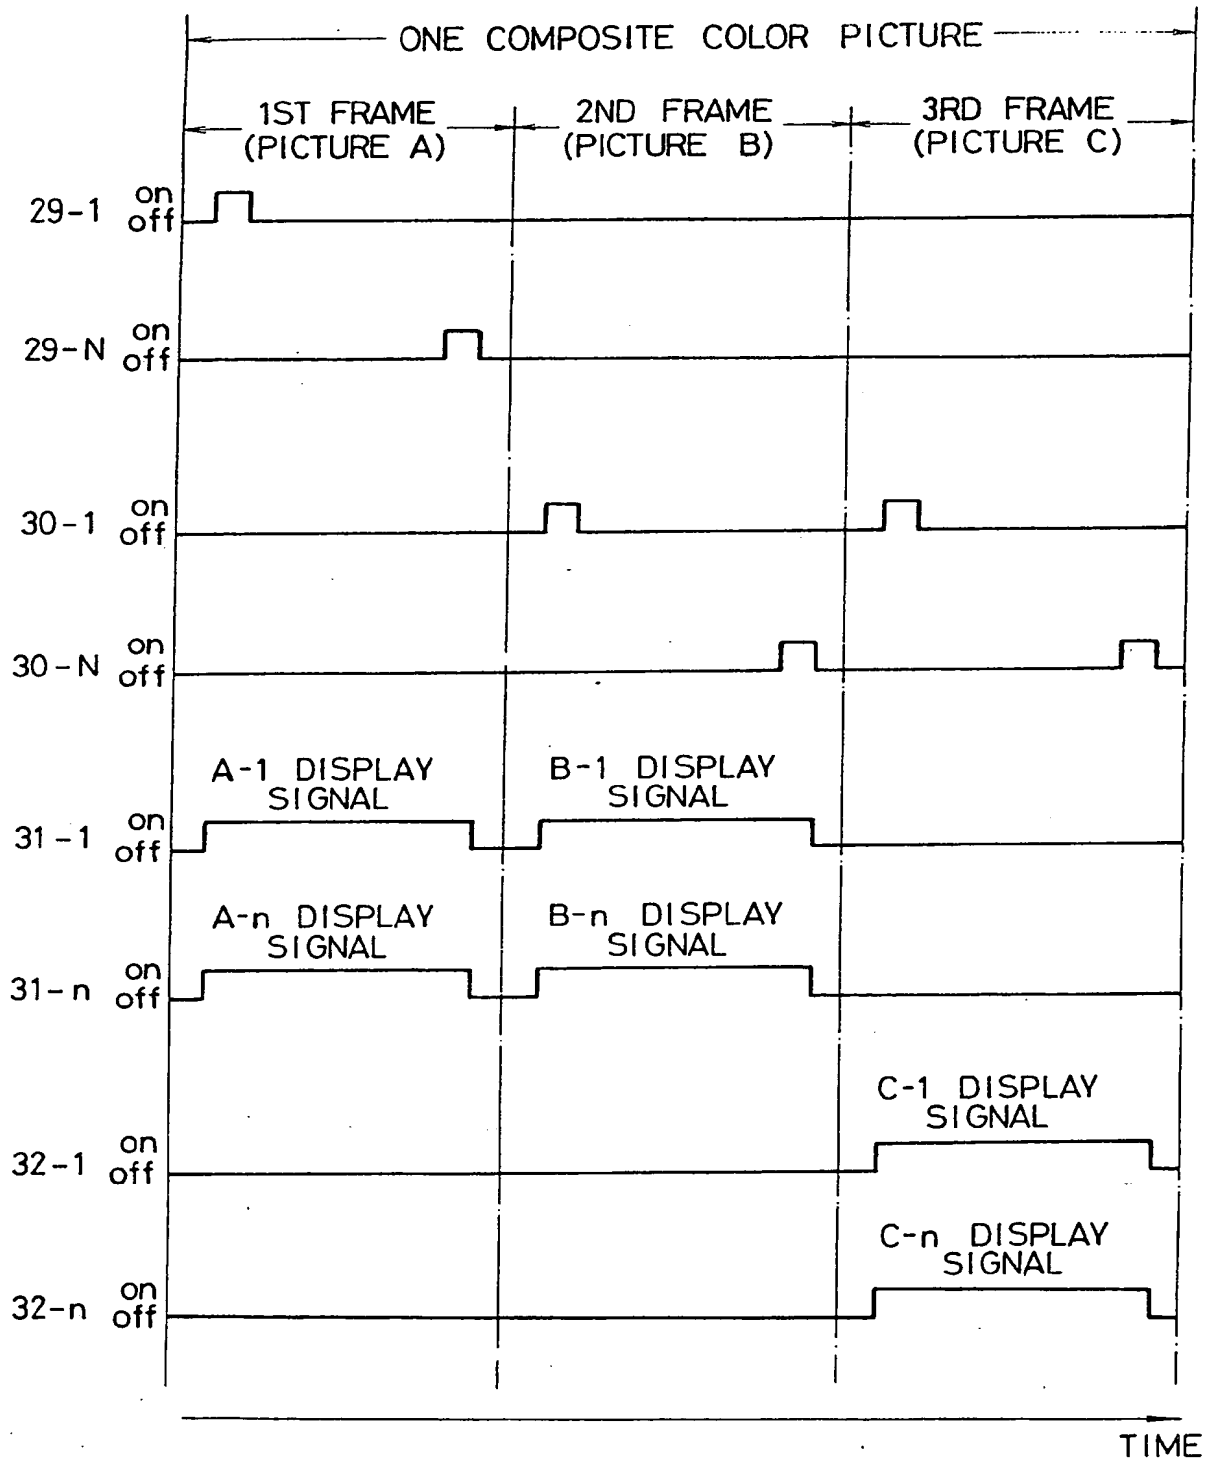 ONE COMPOSITE COLOR PICTURE
1ST FRAME
(PICTURE A)
2ND FRAME
(PICTURE B)
3RD FRAME
(PICTURE C)
29-1 on
off
29-N on
off
30-1 on
off
30-N on
off
A-1 DISPLAY
SIGNAL
B-1 DISPLAY
SIGNAL
31-1 on
off
A-n DISPLAY
SIGNAL
B-n DISPLAY
SIGNAL
31-n on
off
C-1 DISPLAY
SIGNAL
32-1 on
off
C-n DISPLAY
SIGNAL
32-n on
off
TIME